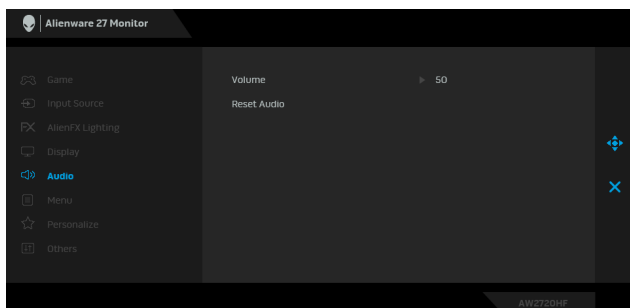 Alienware 27 Monitor
Game
Input Source
AlienFX Lighting
Display
Audio
Menu
Personalize
Others
Volume 50
Reset Audio
AW2720HF